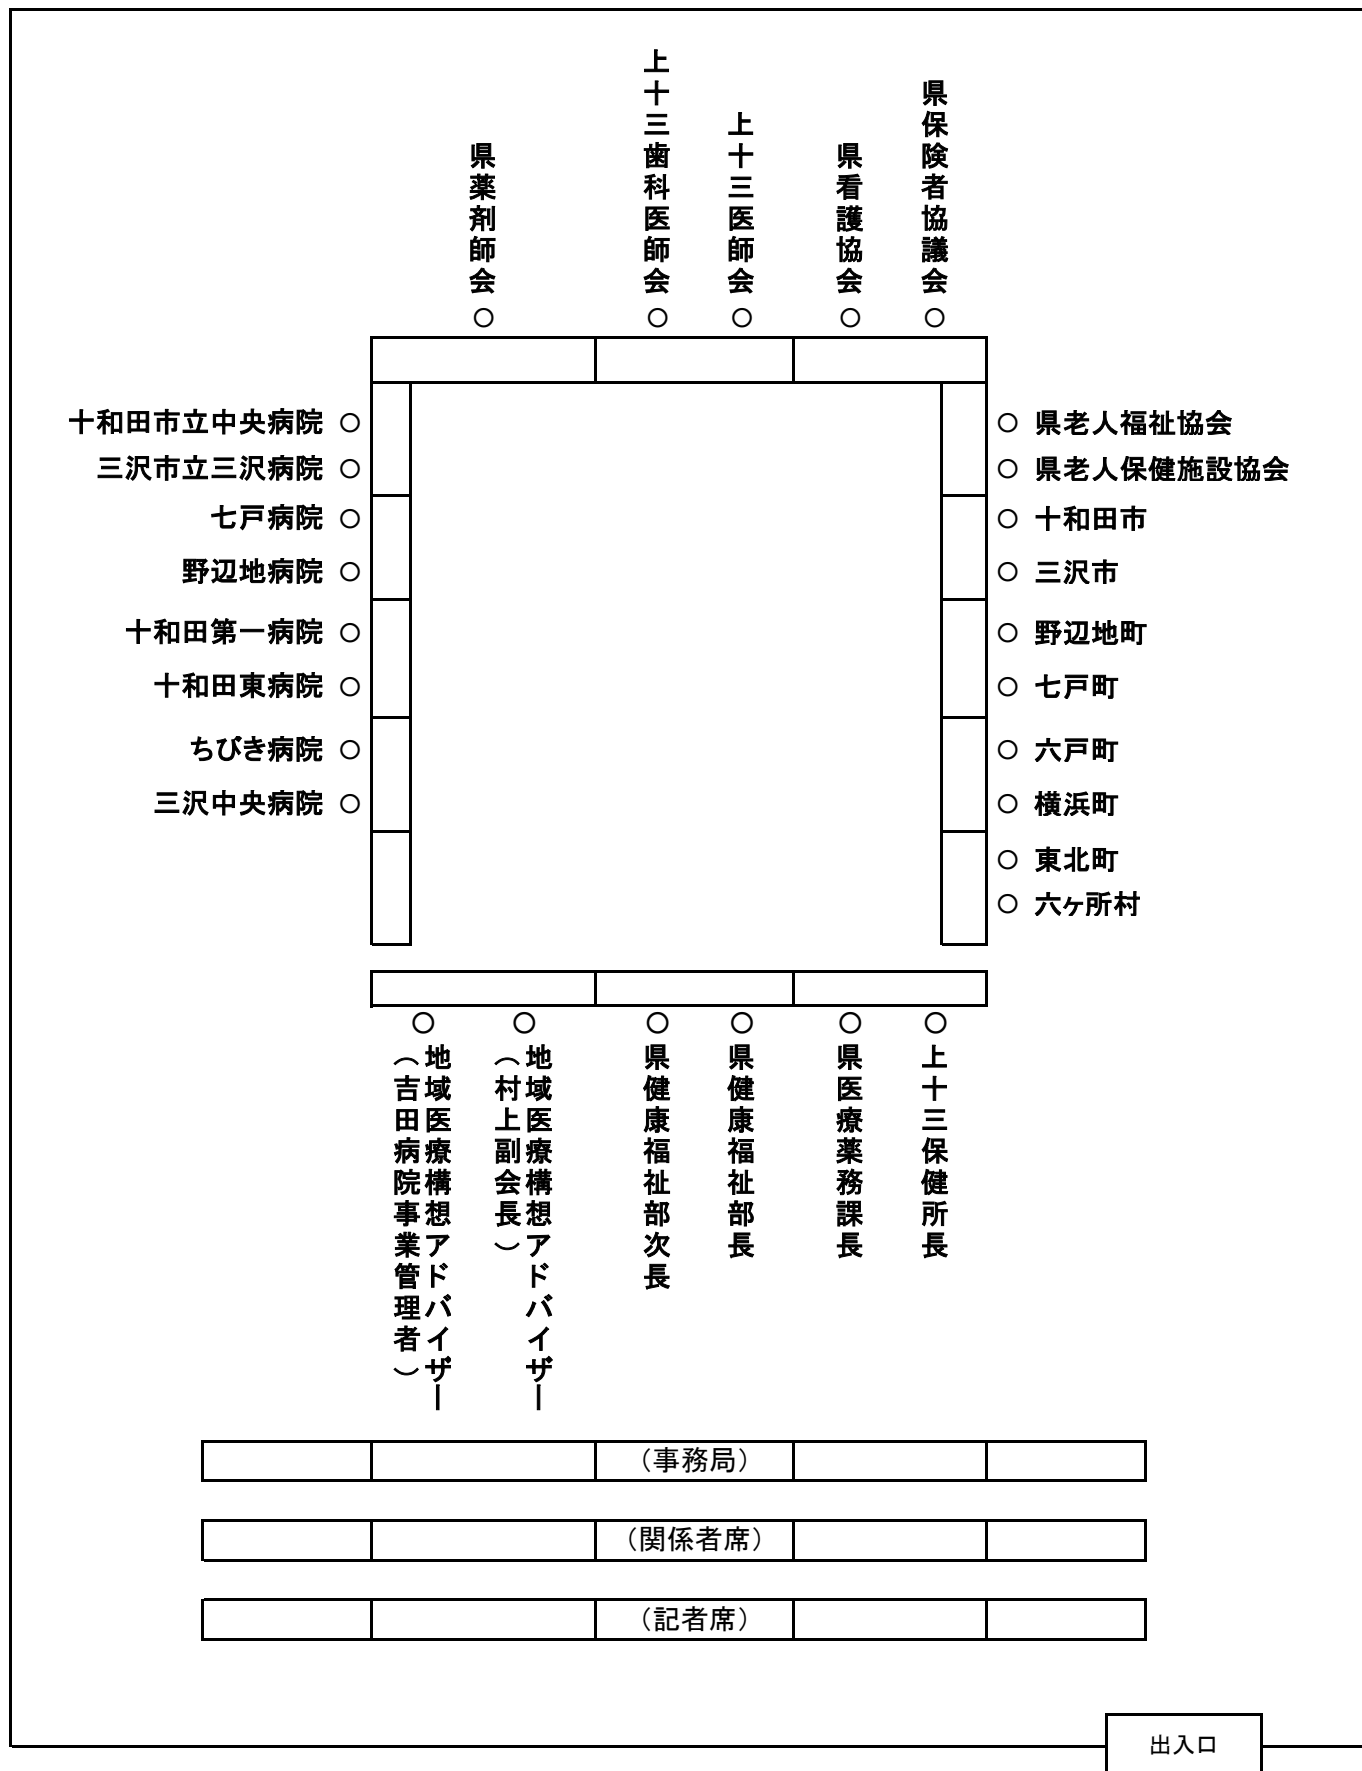 県薬剤師会
上十三歯科医師会
上十三医師会
県看護協会
県保険者協議会
○ ○ ○ ○ ○
十和田市立中央病院 ○
三沢市立三沢病院 ○
七戸病院 ○
野辺地病院 ○
十和田第一病院 ○
十和田東病院 ○
ちびき病院 ○
三沢中央病院 ○
○ 県老人福祉協会
○ 県老人保健施設協会
○ 十和田市
○ 三沢市
○ 野辺地町
○ 七戸町
○ 六戸町
○ 横浜町
○ 東北町
○ 六ヶ所村
○ ○ ○ ○ ○ ○
地域医療構想アドバイザー
（吉田病院事業管理者）
地域医療構想アドバイザー
（村上副会長）
県健康福祉部次長
県健康福祉部長
県医療薬務課長
上十三保健所長
（事務局）
（関係者席）
（記者席）
出入口